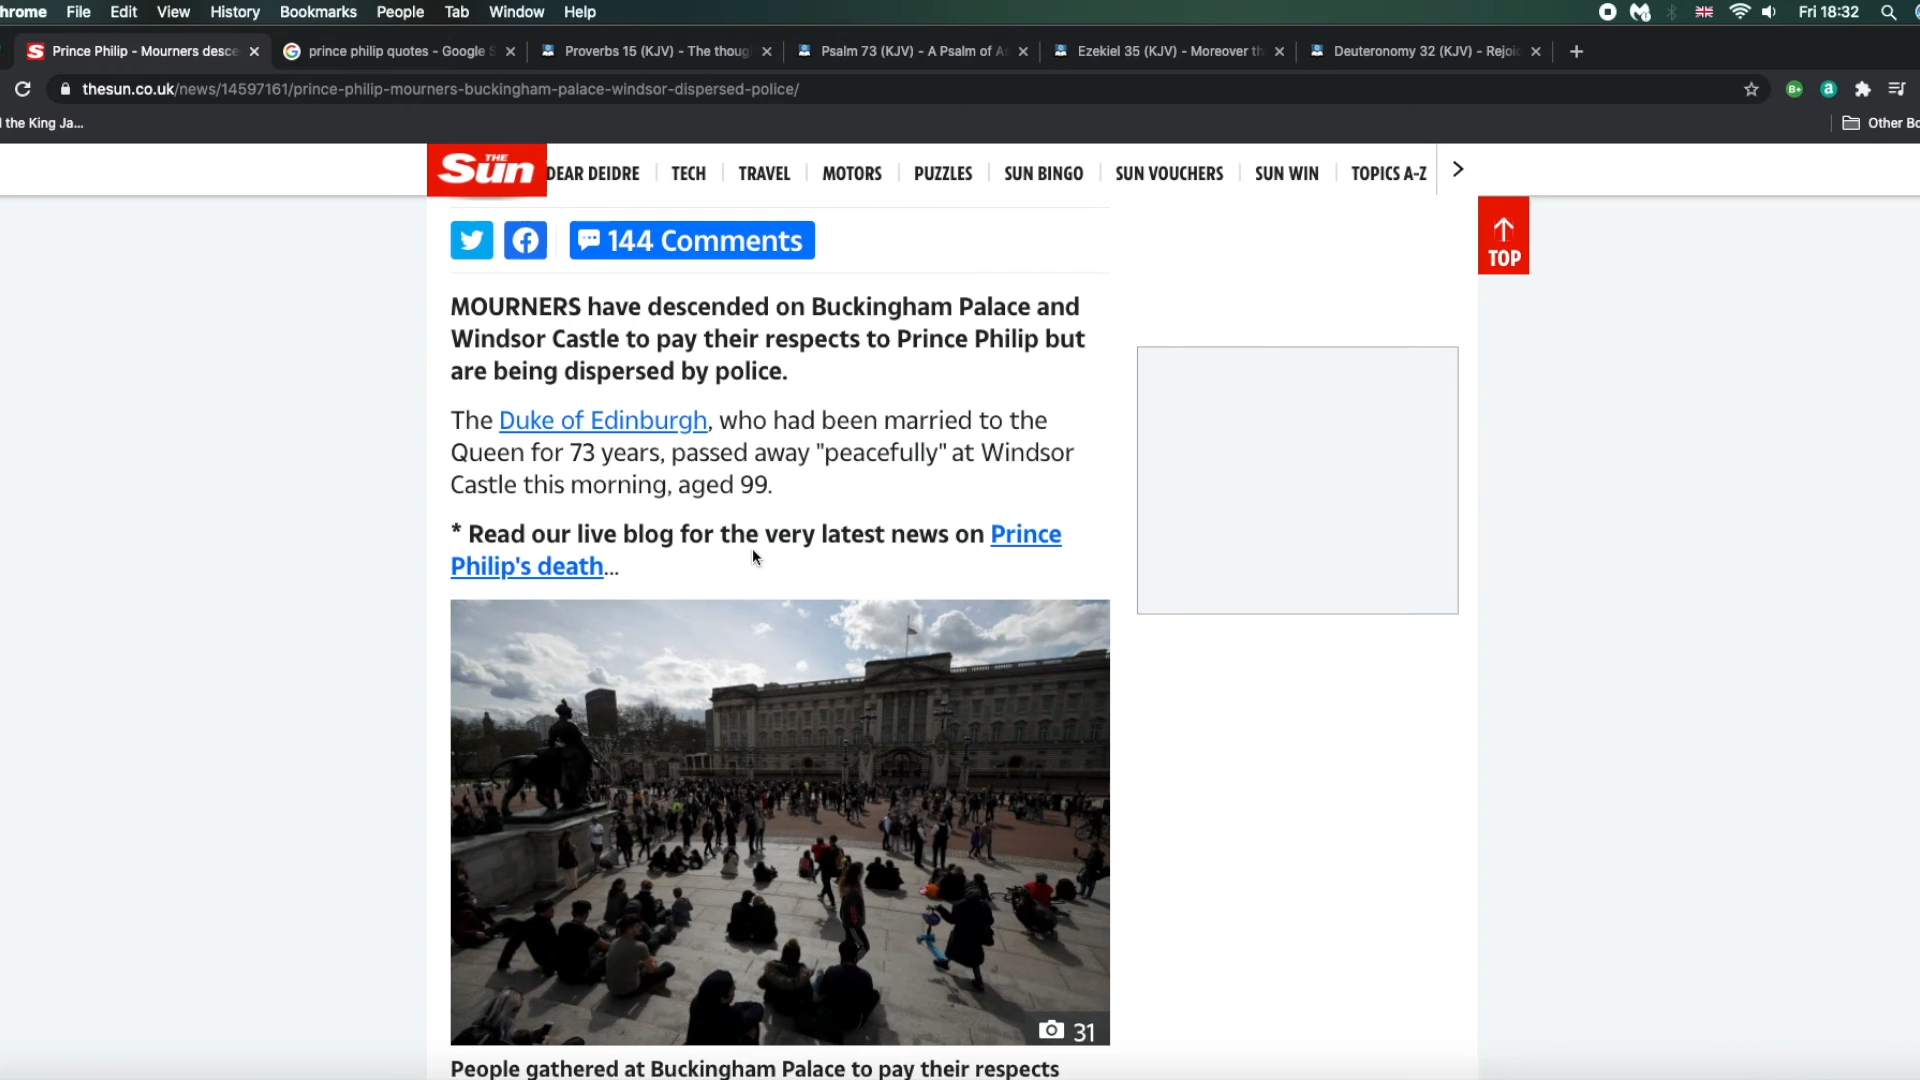 hrome File Edit View History Bookmarks People Tab Window Help Fri 18:32
Prince Philip - Mourners desce prince philip quotes - Google S Proverbs 15 (KJV) - The thoug Psalm 73 (KJV) - A Psalm of A Ezekiel 35 (KJV) - Moreover th Deuteronomy 32 (KJV) - Rejoic
thesun.co.uk/news/14597161/prince-philip-mourners-buckingham-palace-windsor-dispersed-police/
the King Ja... Other Bo
THE Sun DEAR DEIDRE TECH TRAVEL MOTORS PUZZLES SUN BINGO SUN VOUCHERS SUN WIN TOPICS A-Z
144 Comments
TOP
MOURNERS have descended on Buckingham Palace and
Windsor Castle to pay their respects to Prince Philip but
are being dispersed by police.
The Duke of Edinburgh, who had been married to the
Queen for 73 years, passed away "peacefully" at Windsor
Castle this morning, aged 99.
* Read our live blog for the very latest news on Prince
Philip's death...
31
People gathered at Buckingham Palace to pay their respects